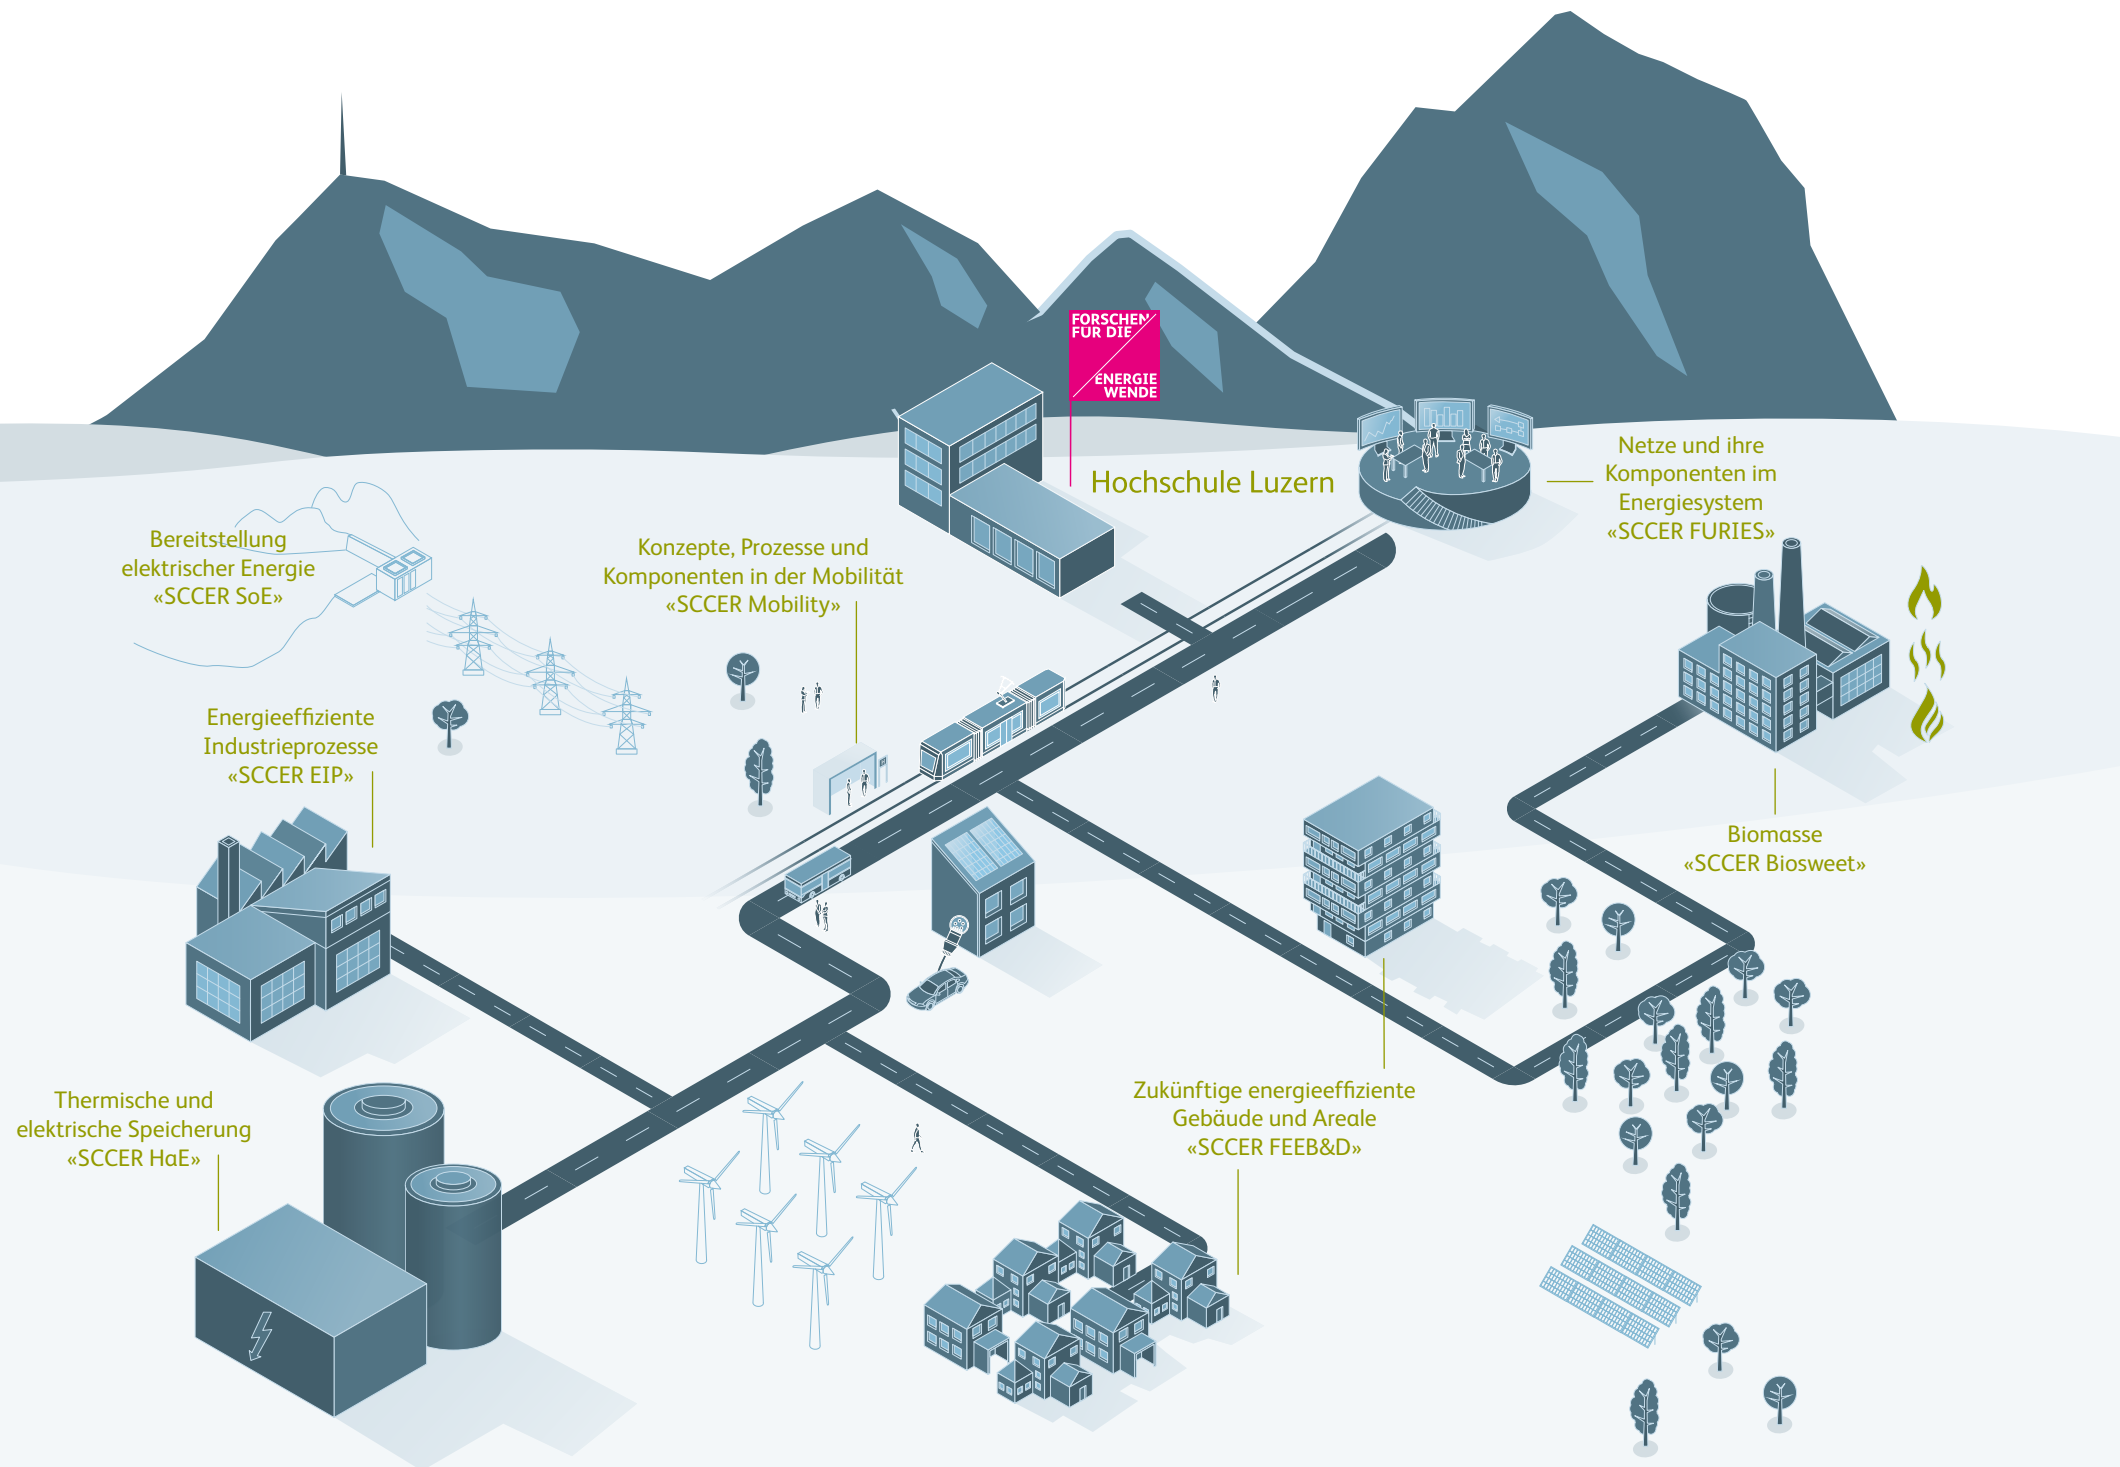 FORSCHEN
FÜR DIE
ENERGIE
WENDE
Hochschule Luzern
Netze und ihre
Komponenten im
Energiesystem
«SCCER FURIES»
Bereitstellung
elektrischer Energie
«SCCER SoE»
Konzepte, Prozesse und
Komponenten in der Mobilität
«SCCER Mobility»
Energieeffiziente
Industrieprozesse
«SCCER EIP»
Biomasse
«SCCER Biosweet»
Thermische und
elektrische Speicherung
«SCCER HaE»
Zukünftige energieeffiziente
Gebäude und Areale
«SCCER FEEB&D»